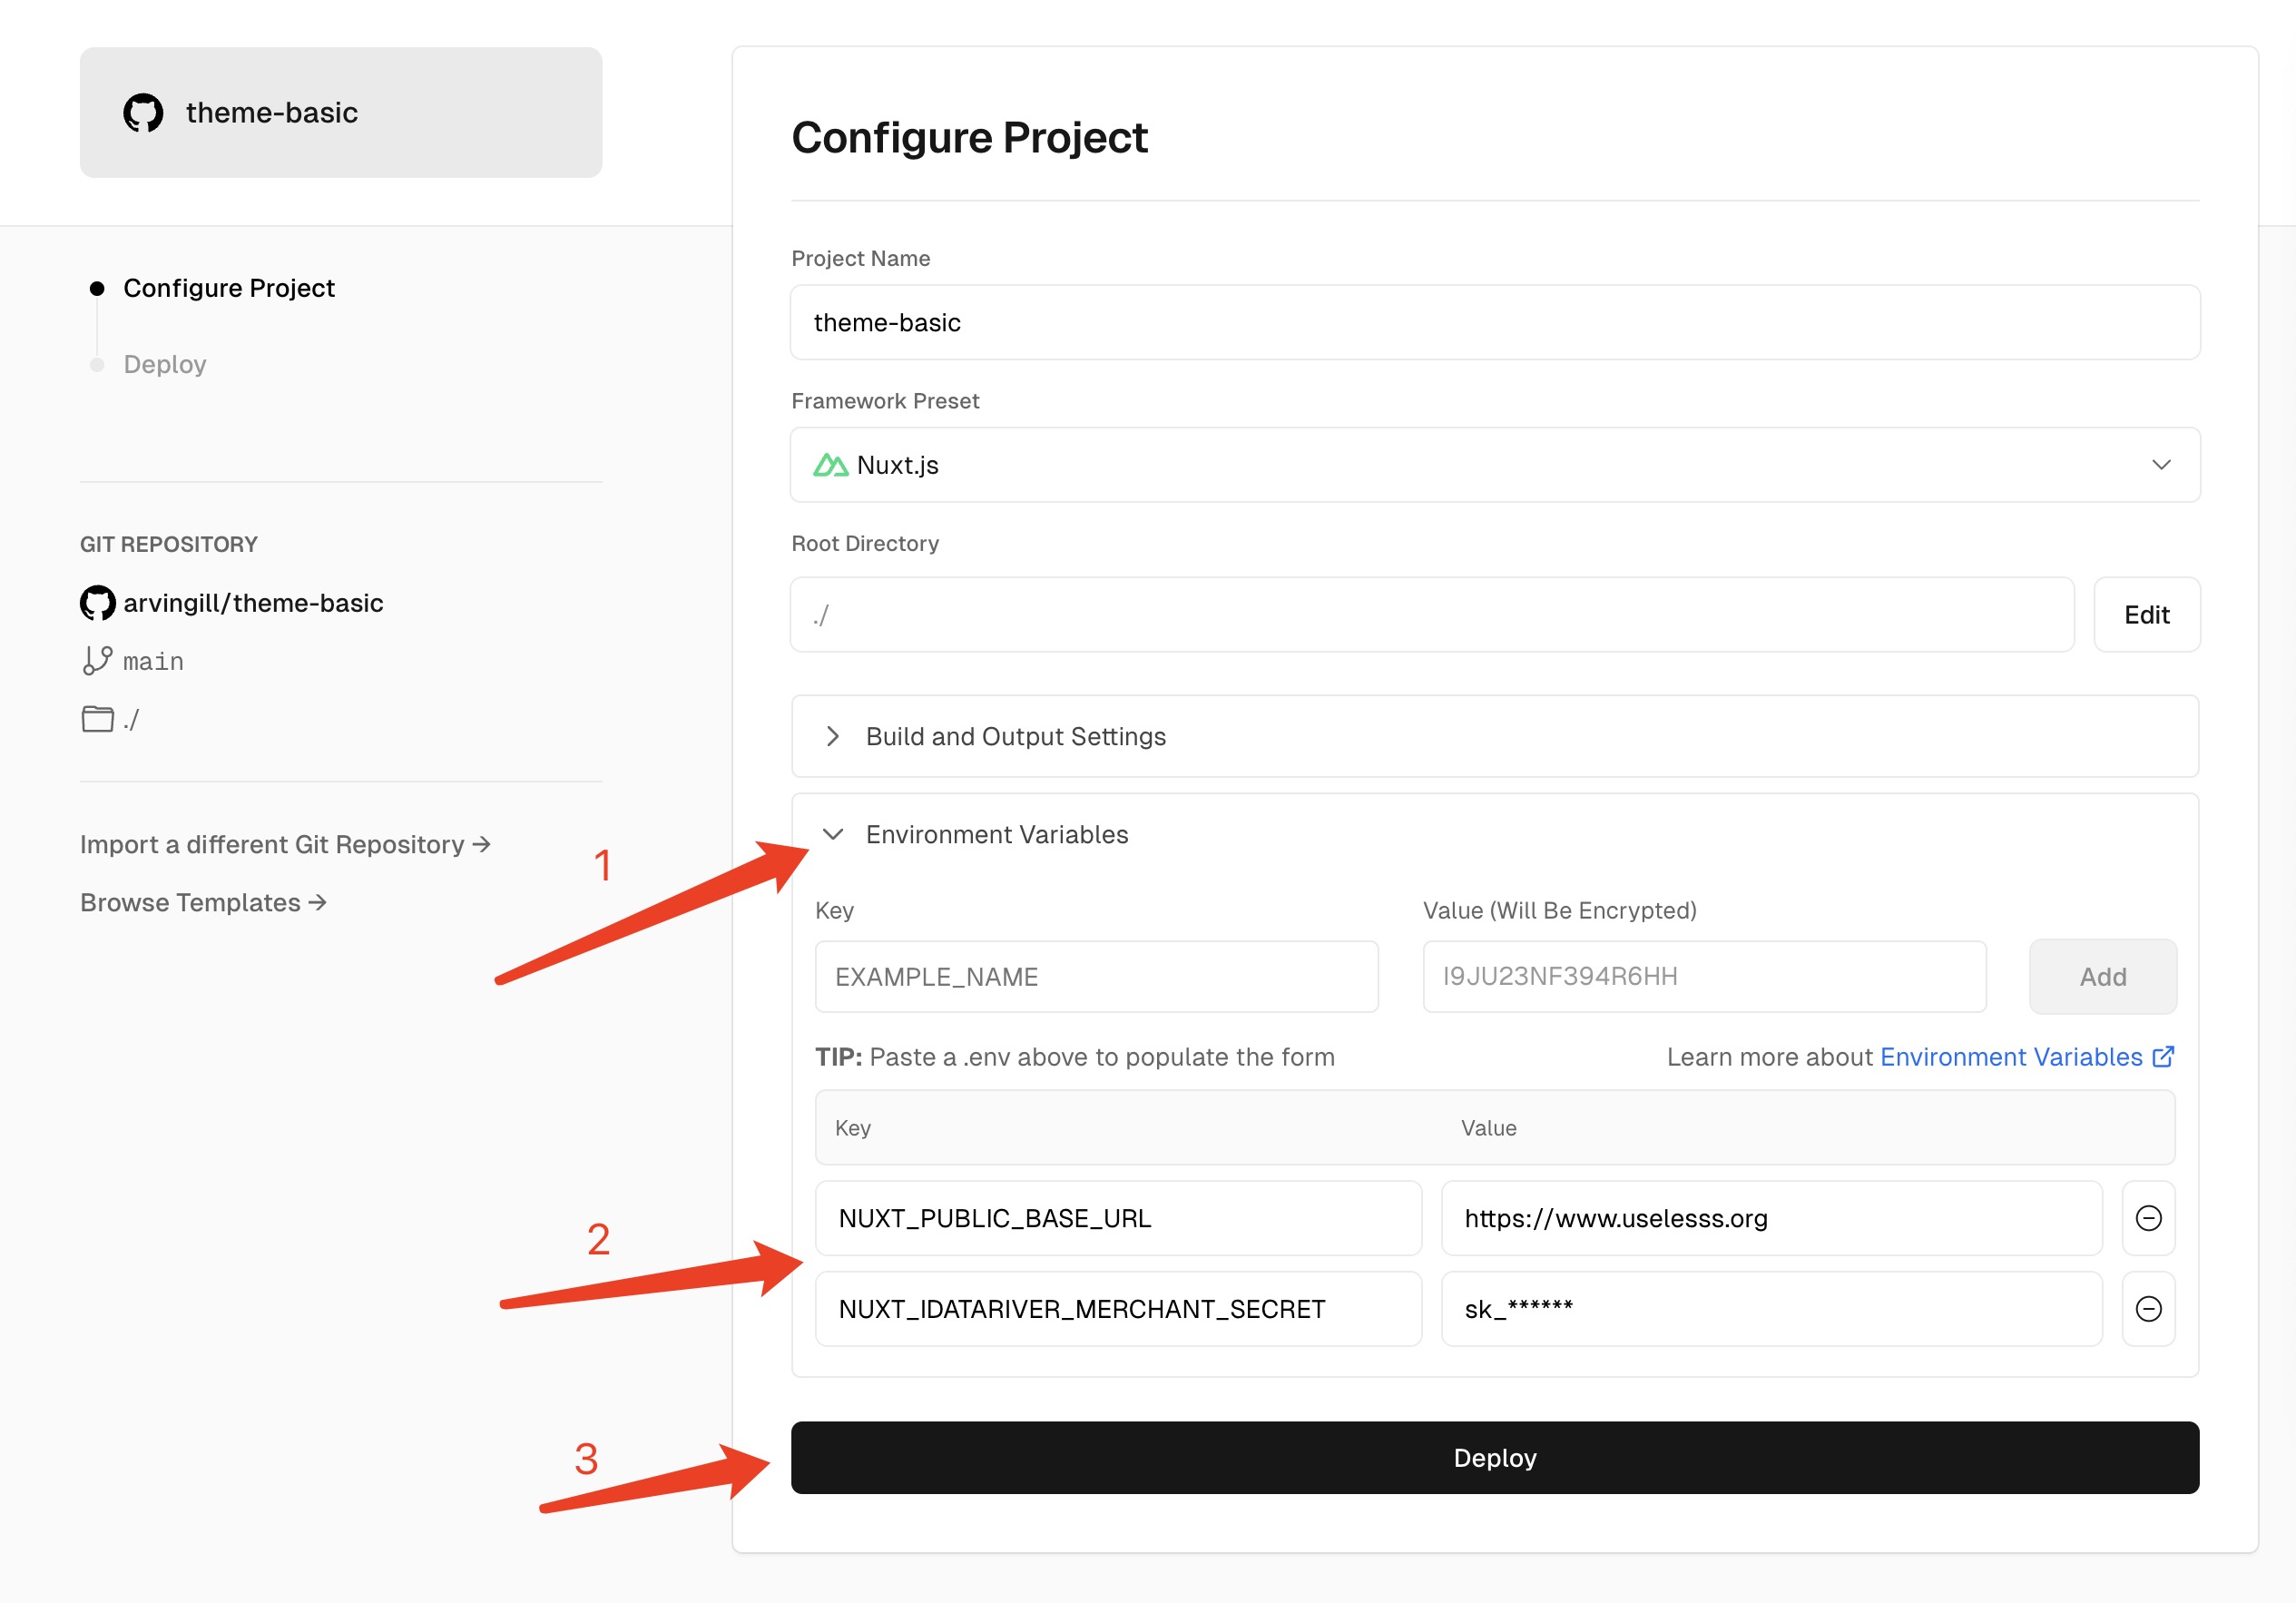 theme-basic
Configure Project
Deploy
GIT REPOSITORY
arvingill/theme-basic
main
./
Import a different Git Repository →
Browse Templates →
Configure Project
Project Name
theme-basic
Framework Preset
Nuxt.js
Root Directory
./
Edit
Build and Output Settings
1
Environment Variables
Key
Value (Will Be Encrypted)
EXAMPLE_NAME
I9JU23NF394R6HH
Add
TIP: Paste a .env above to populate the form
Learn more about Environment Variables
Key
Value
2
NUXT_PUBLIC_BASE_URL
https://www.uselesss.org
NUXT_IDATARIVER_MERCHANT_SECRET
sk_******
3
Deploy